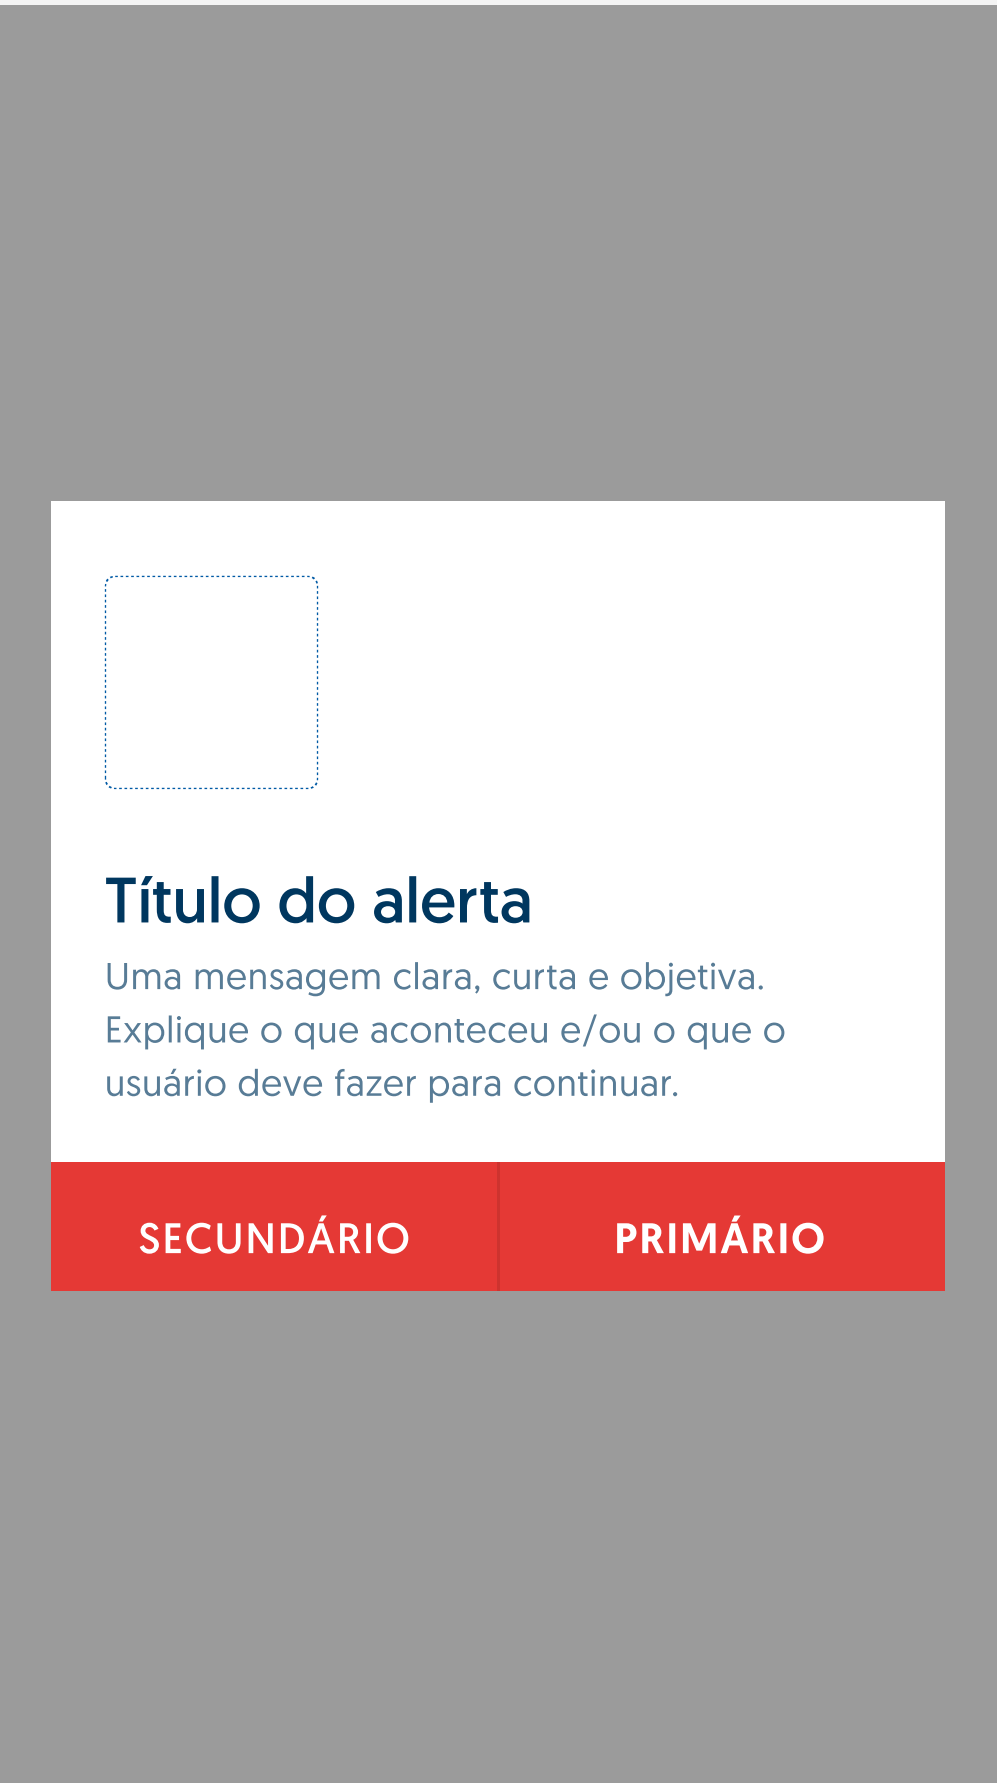 Título do alerta
Uma mensagem clara, curta e objetiva.
Explique o que aconteceu e/ou o que o
usuário deve fazer para continuar.
SECUNDÁRIO PRIMÁRIO